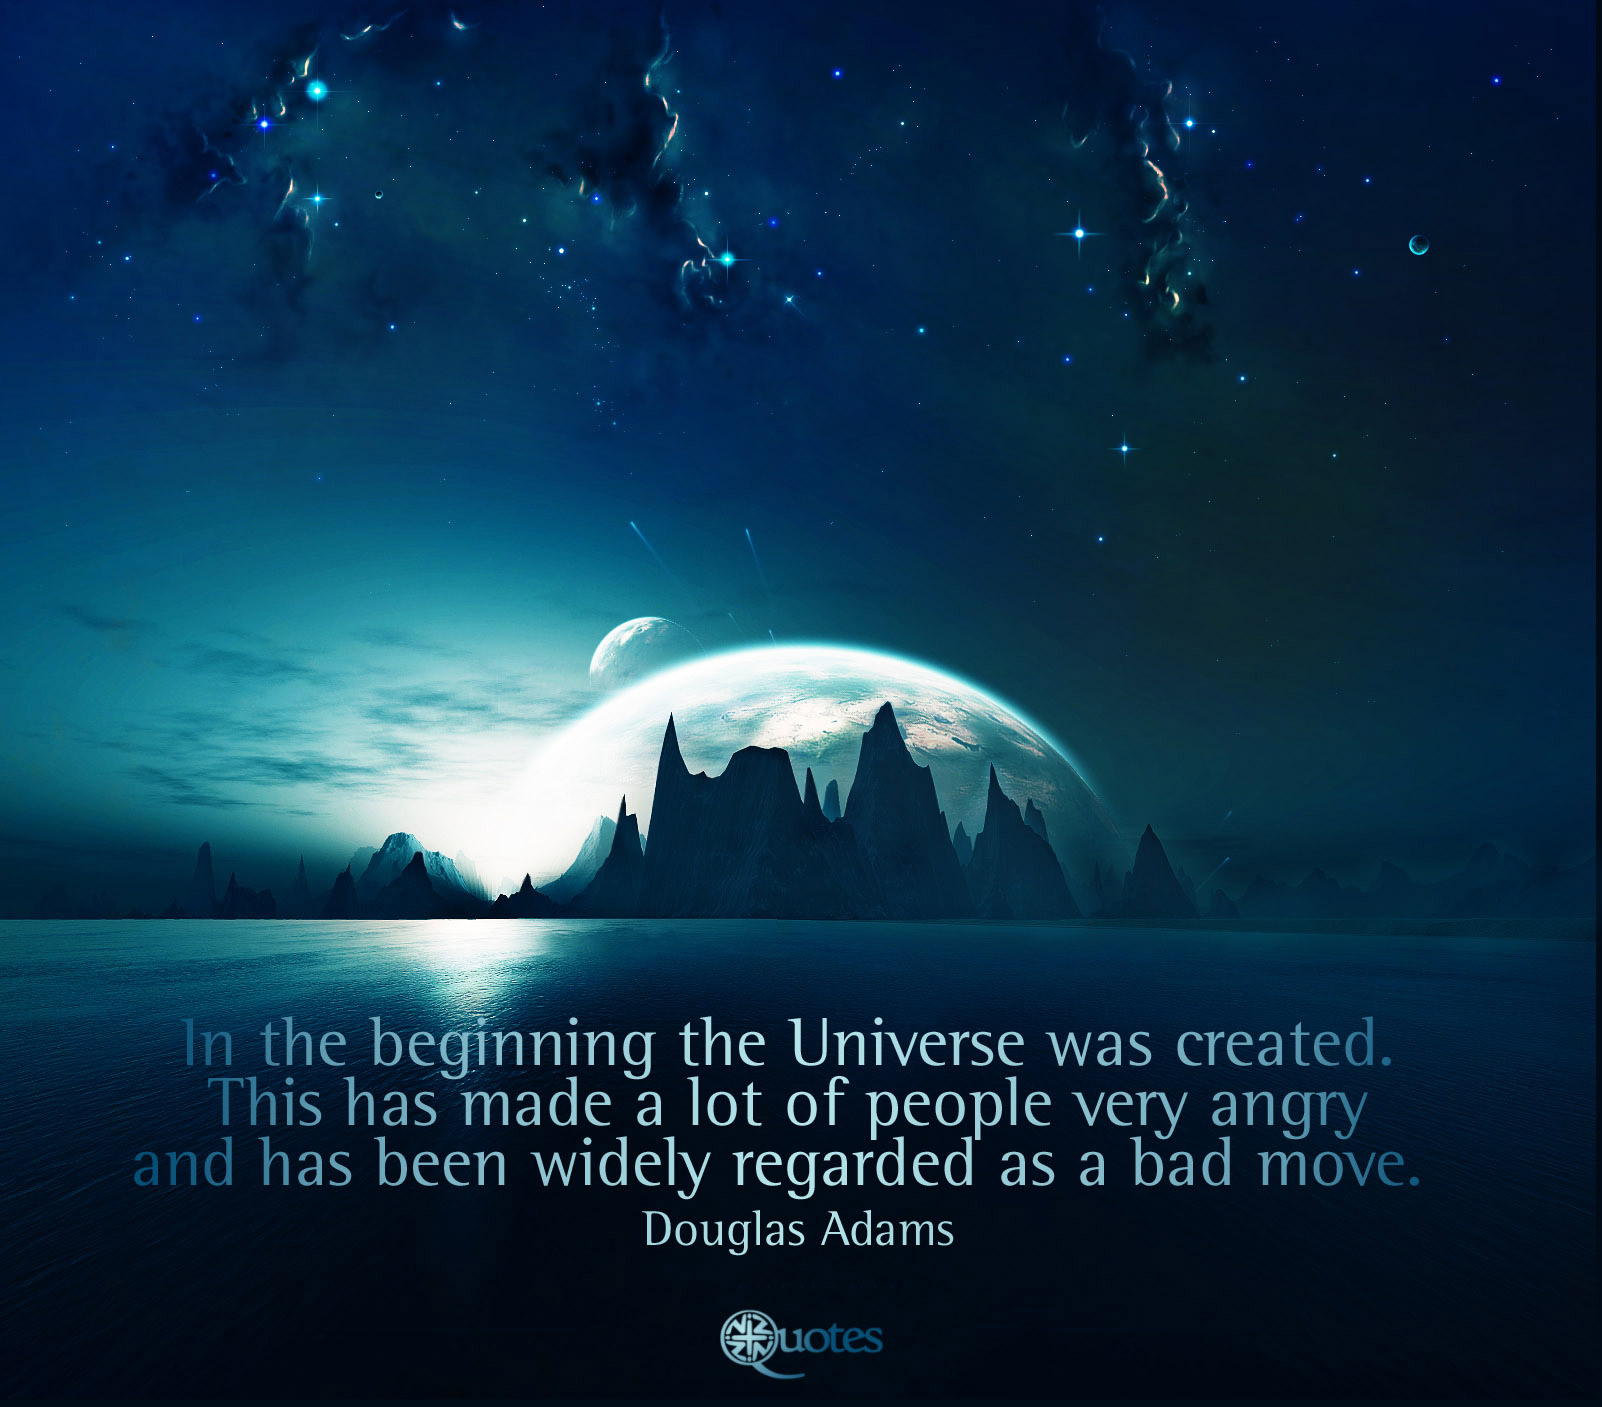 In the beginning the Universe was created.
This has made a lot of people very angry
and has been widely regarded as a bad move.
Douglas Adams
Quotes